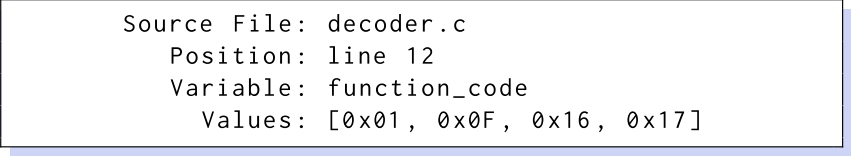 Source File: decoder.c
Position: line 12
Variable: function_code
Values: [0x01, 0x0F, 0x16, 0x17]